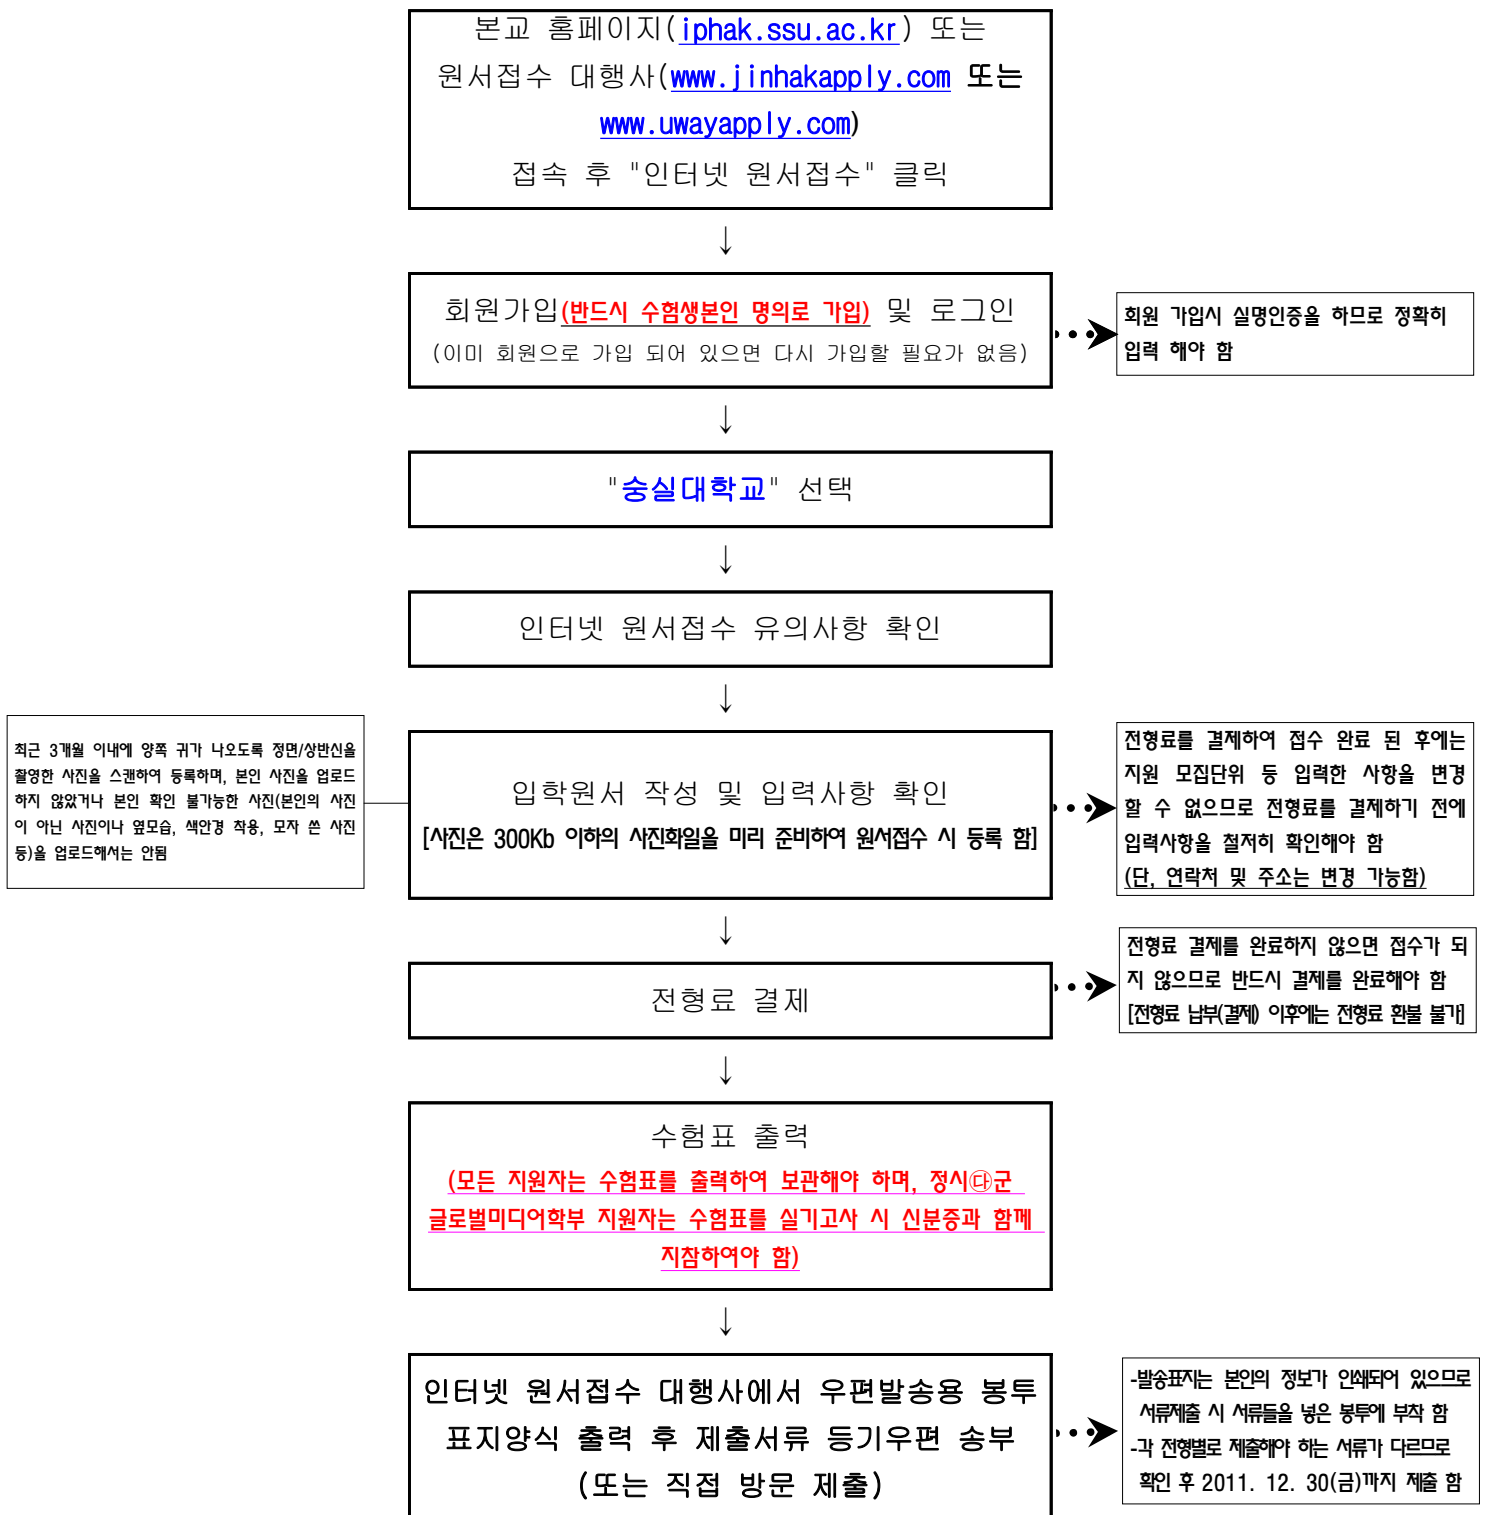 본교 홈페이지(iphak.ssu.ac.kr) 또는
원서접수 대행사(www.jinhakapply.com 또는
www.uwayapply.com)
접속 후 "인터넷 원서접수" 클릭
↓
회원가입(반드시 수험생본인 명의로 가입) 및 로그인
(이미 회원으로 가입 되어 있으면 다시 가입할 필요가 없음)
회원 가입시 실명인증을 하므로 정확히
입력 해야 함
↓
"숭실대학교" 선택
↓
인터넷 원서접수 유의사항 확인
↓
최근 3개월 이내에 양쪽 귀가 나오도록 정면/상반신을
촬영한 사진을 스캔하여 등록하며, 본인 사진을 업로드
하지 않았거나 본인 확인 불가능한 사진(본인의 사진
이 아닌 사진이나 옆모습, 색안경 착용, 모자 쓴 사진
등)을 업로드해서는 안됨
입학원서 작성 및 입력사항 확인
[사진은 300Kb 이하의 사진화일을 미리 준비하여 원서접수 시 등록 함]
전형료를 결제하여 접수 완료 된 후에는
지원 모집단위 등 입력한 사항을 변경
할 수 없으므로 전형료를 결제하기 전에
입력사항을 철저히 확인해야 함
(단, 연락처 및 주소는 변경 가능함)
↓
전형료 결제
전형료 결제를 완료하지 않으면 접수가 되
지 않으므로 반드시 결제를 완료해야 함
[전형료 납부(결제) 이후에는 전형료 환불 불가]
↓
수험표 출력
(모든 지원자는 수험표를 출력하여 보관해야 하며, 정시㉰군
글로벌미디어학부 지원자는 수험표를 실기고사 시 신분증과 함께
지참하여야 함)
↓
인터넷 원서접수 대행사에서 우편발송용 봉투
표지양식 출력 후 제출서류 등기우편 송부
(또는 직접 방문 제출)
-발송표지는 본인의 정보가 인쇄되어 있으므로
서류제출 시 서류들을 넣은 봉투에 부착 함
-각 전형별로 제출해야 하는 서류가 다르므로
확인 후 2011. 12. 30(금)까지 제출 함